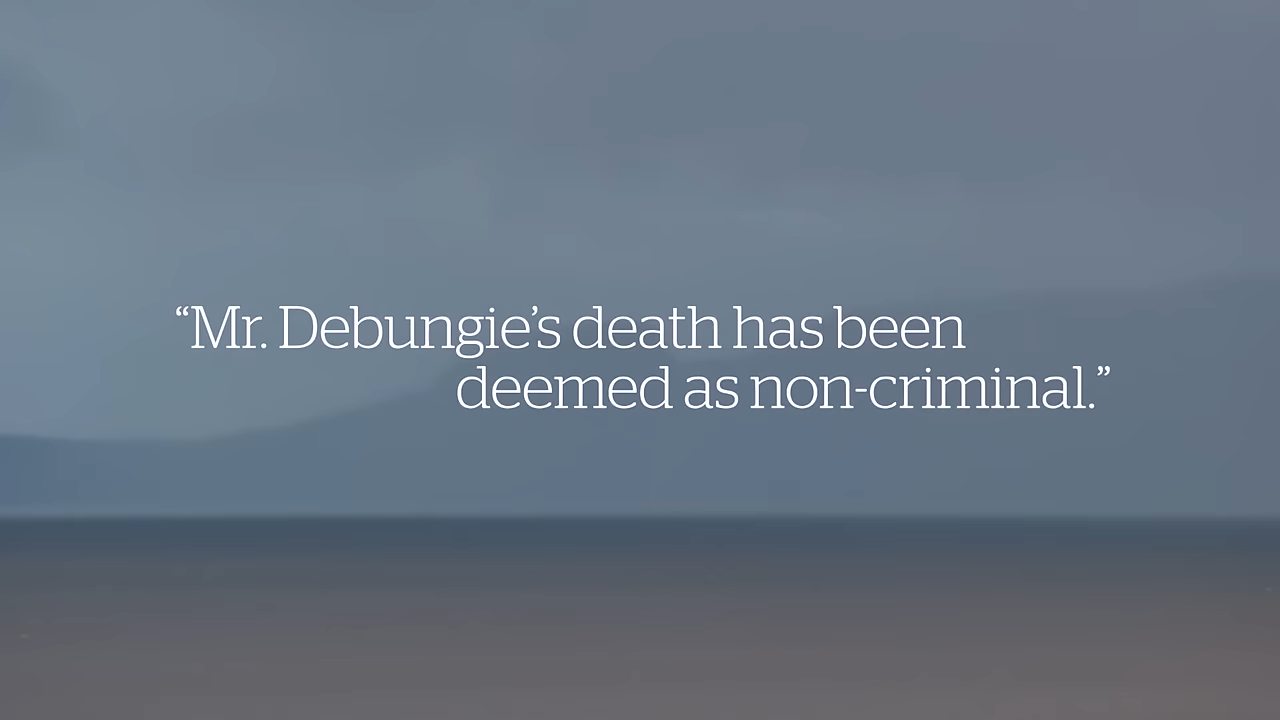 “Mr. Debungie’s death has been
deemed as non-criminal.”